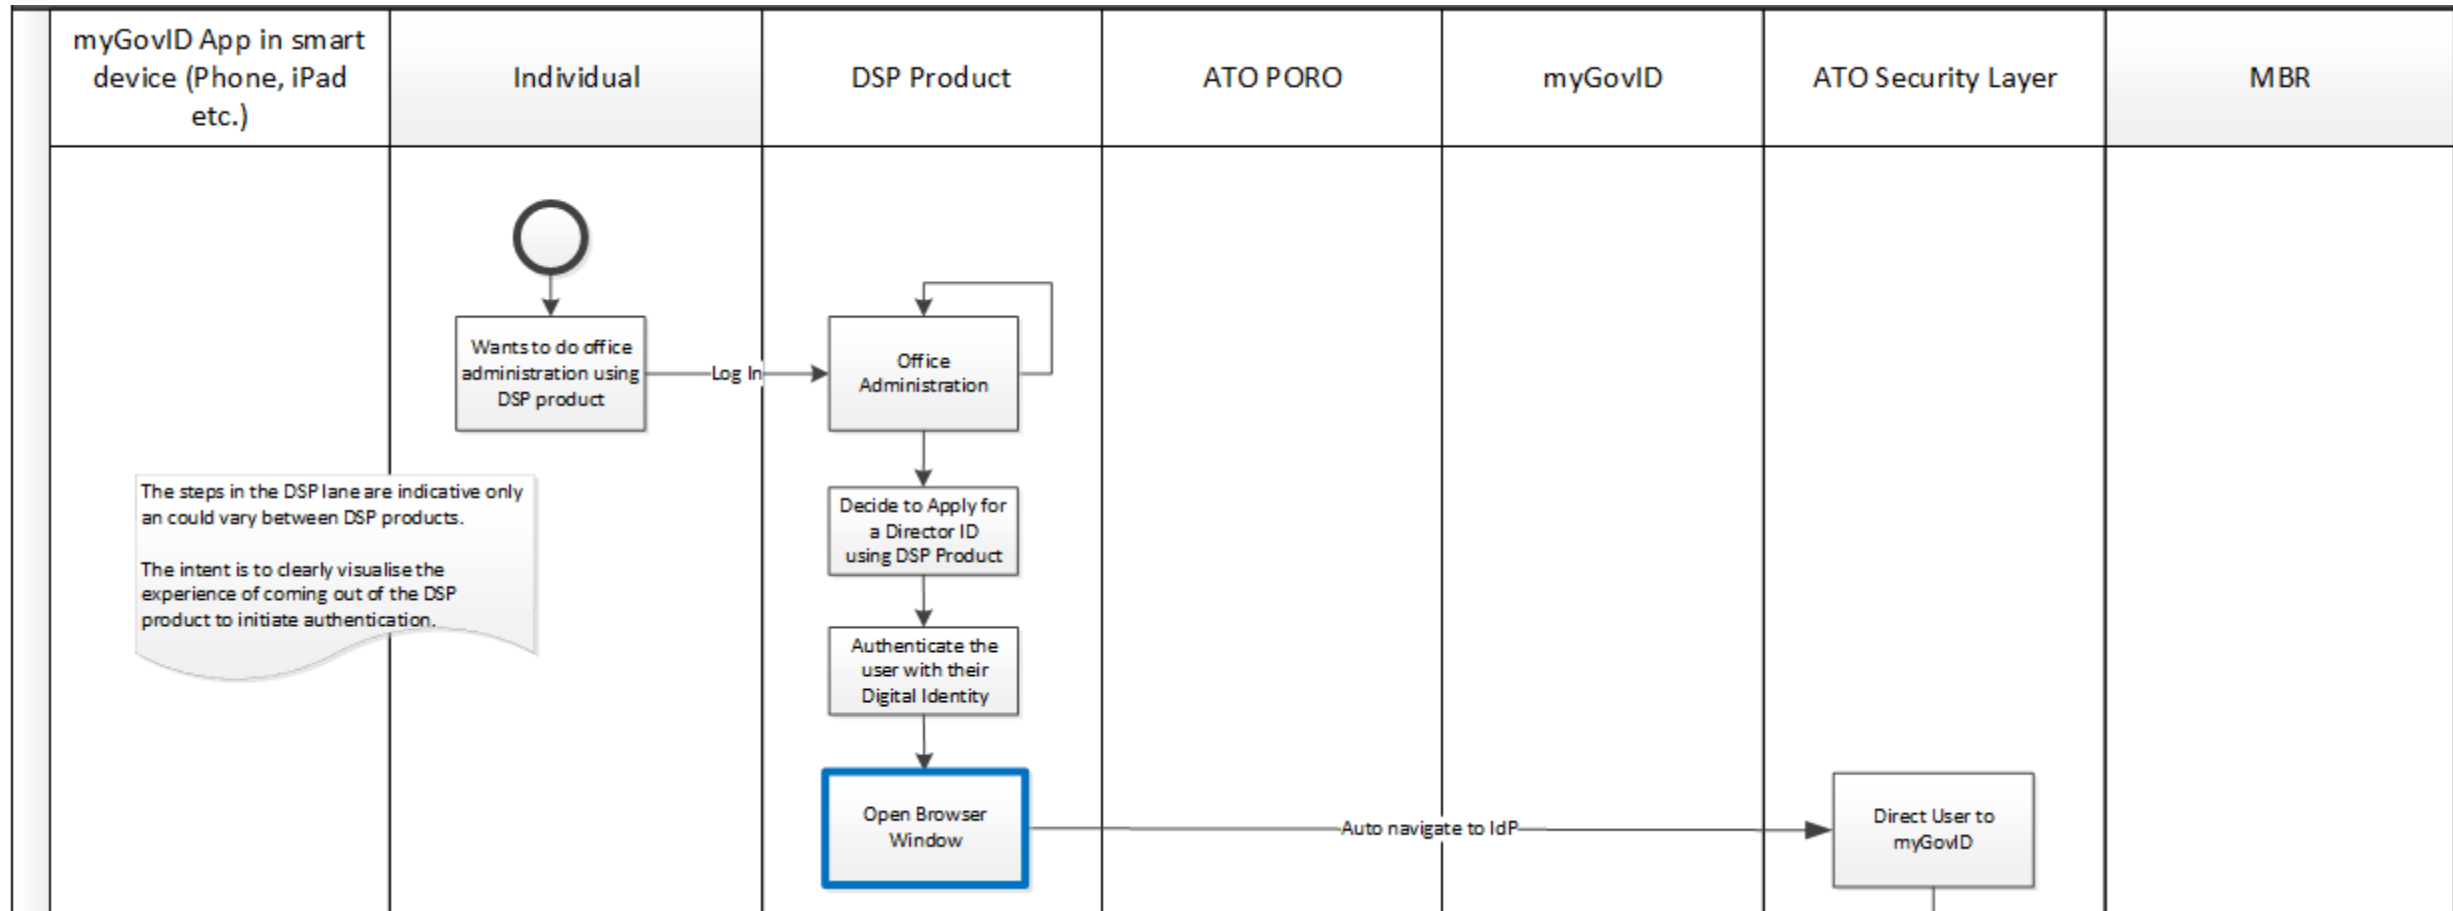 myGovID App in smart
device (Phone, iPad
etc.)
Individual
DSP Product
ATO PORO
myGovID
ATO Security Layer
MBR
Wants to do office
administration using
DSP product
Log In
Office
Administration
The steps in the DSP lane are indicative only
an could vary between DSP products.
The intent is to clearly visualise the
experience of coming out of the DSP
product to initiate authentication.
Decide to Apply for
a Director ID
using DSP Product
Authenticate the
user with their
Digital Identity
Open Browser
Window
Auto navigate to IdP
Direct User to
myGovID